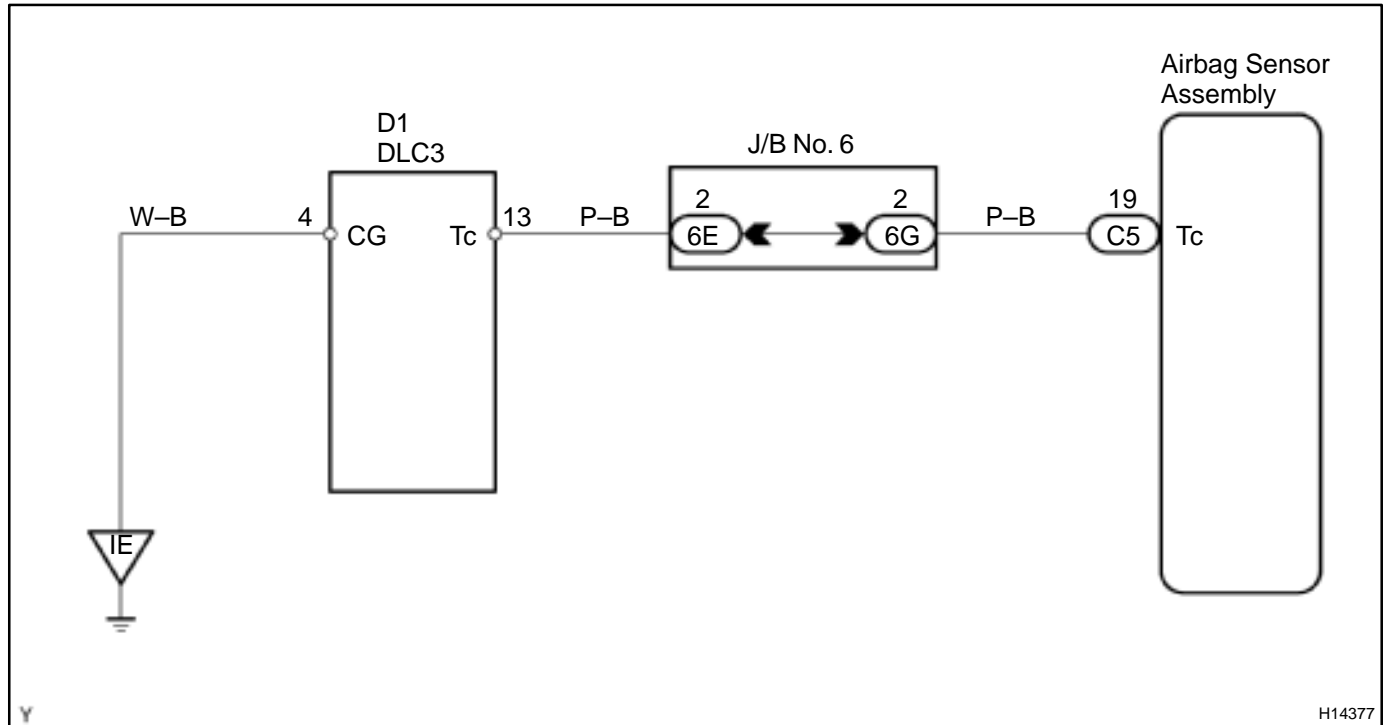 Airbag Sensor
Assembly
D1
DLC3
J/B No. 6
W–B
4
CG
Tc
13
P–B
2
6E
2
6G
P–B
19
C5
Tc
IE
Y
H14377